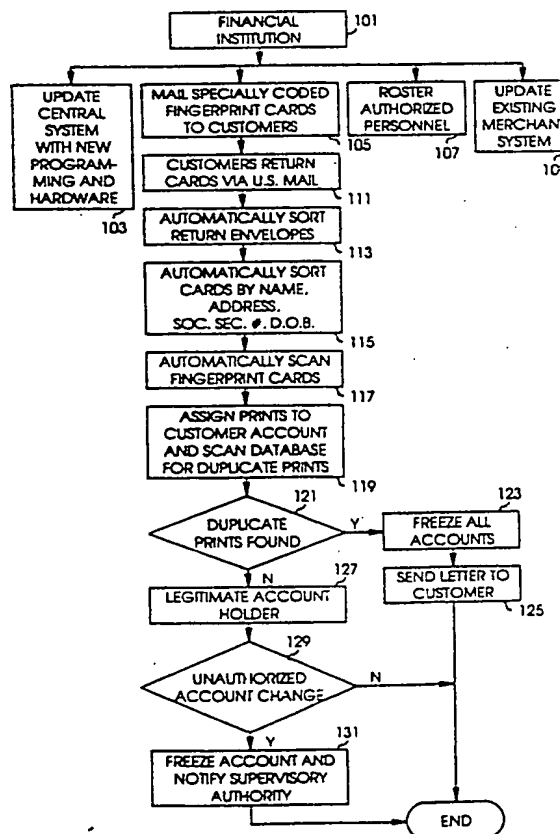 FINANCIAL
INSTITUTION
101
UPDATE
CENTRAL
SYSTEM
WITH NEW
PROGRAM-
MING AND
HARDWARE
103
MAIL SPECIALLY CODED
FINGERPRINT CARDS
TO CUSTOMERS
105
ROSTER
AUTHORIZED
PERSONNEL
107
UPDATE
EXISTING
MERCHAN
SYSTEM
10
CUSTOMERS RETURN
CARDS VIA U.S. MAIL
111
AUTOMATICALLY SORT
RETURN ENVELOPES
113
AUTOMATICALLY SORT
CARDS BY NAME,
ADDRESS,
SOC. SEC. #, D.O.B.
115
AUTOMATICALLY SCAN
FINGERPRINT CARDS
117
ASSIGN PRINTS TO
CUSTOMER ACCOUNT
AND SCAN DATABASE
FOR DUPLICATE PRINTS
119
121
DUPLICATE
PRINTS FOUND
Y
123
FREEZE ALL
ACCOUNTS
SEND LETTER TO
CUSTOMER
125
N
127
LEGITIMATE ACCOUNT
HOLDER
129
UNAUTHORIZED
ACCOUNT CHANGE
N
Y
131
FREEZE ACCOUNT AND
NOTIFY SUPERVISORY
AUTHORITY
END